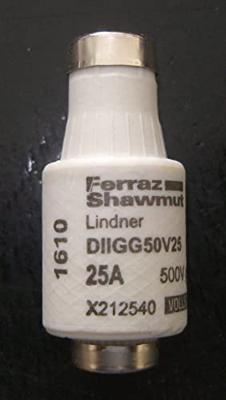 Ferraz
Shawmut
Lindner
DIIGG50V25
25A 500V
X212540
1610